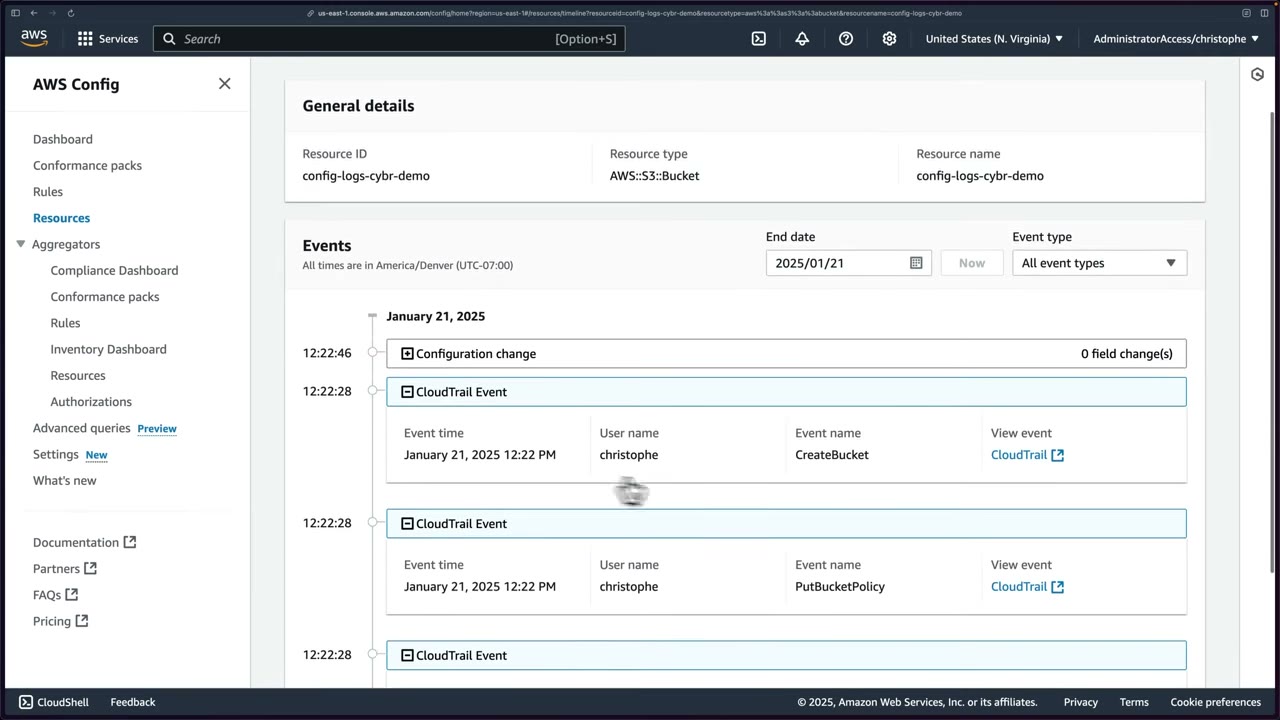 us-east-1.console.aws.amazon.com/config/home?region=us-east-1#/resources/timeline?resourceid=config-logs-cybr-demo&resourcetype=aws%3a%3as3%3a%3abucket&resourcename=config-logs-cybr-demo
aws
Services
Search
[Option+S]
United States (N. Virginia)
AdministratorAccess/christophe
AWS Config
Dashboard
Conformance packs
Rules
Resources
Aggregators
Compliance Dashboard
Conformance packs
Rules
Inventory Dashboard
Resources
Authorizations
Advanced queries Preview
Settings New
What's new
Documentation
Partners
FAQs
Pricing
General details
Resource ID
config-logs-cybr-demo
Resource type
AWS::S3::Bucket
Resource name
config-logs-cybr-demo
Events
All times are in America/Denver (UTC-07:00)
End date
2025/01/21
Now
Event type
All event types
January 21, 2025
12:22:46
Configuration change
0 field change(s)
12:22:28
CloudTrail Event
Event time
January 21, 2025 12:22 PM
User name
christophe
Event name
CreateBucket
View event
CloudTrail
12:22:28
CloudTrail Event
Event time
January 21, 2025 12:22 PM
User name
christophe
Event name
PutBucketPolicy
View event
CloudTrail
12:22:28
CloudTrail Event
CloudShell
Feedback
© 2025, Amazon Web Services, Inc. or its affiliates.
Privacy
Terms
Cookie preferences